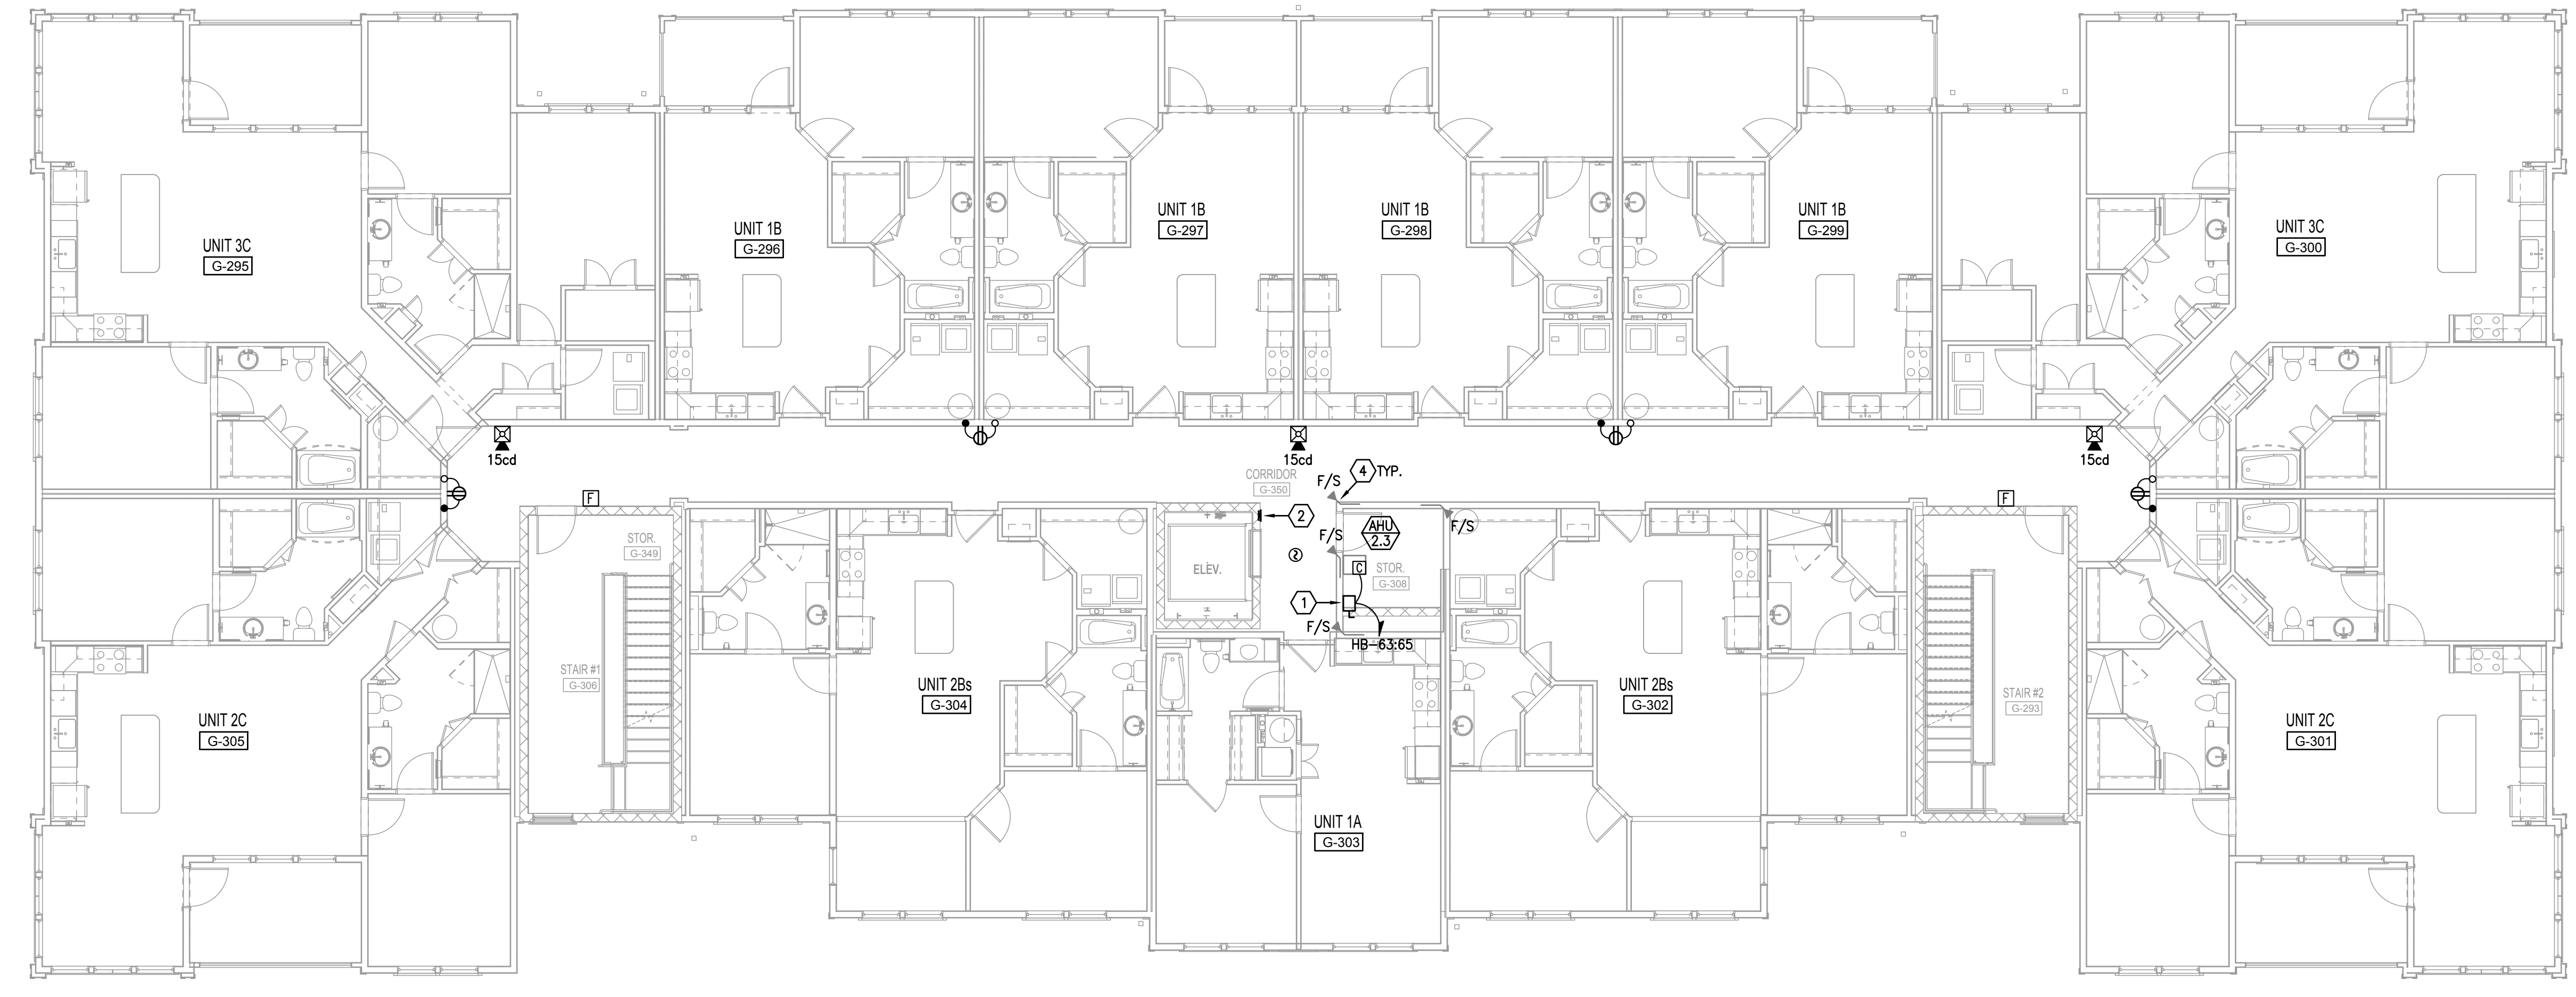 UNIT 3C
G-295
UNIT 1B
G-296
UNIT 1B
G-297
UNIT 1B
G-298
UNIT 1B
G-299
UNIT 3C
G-300
15cd
15cd
15cd
CORRIDOR
G-350
F/S
4
TYP.
F
F
2
F/S
AHU
2.3
F/S
STOR.
G-349
2
ELEV.
C
STOR.
G-308
1
F/S
HB-63:65
STAIR #1
G-306
UNIT 2Bs
G-304
UNIT 2Bs
G-302
STAIR #2
G-293
UNIT 2C
G-305
UNIT 2C
G-301
UNIT 1A
G-303